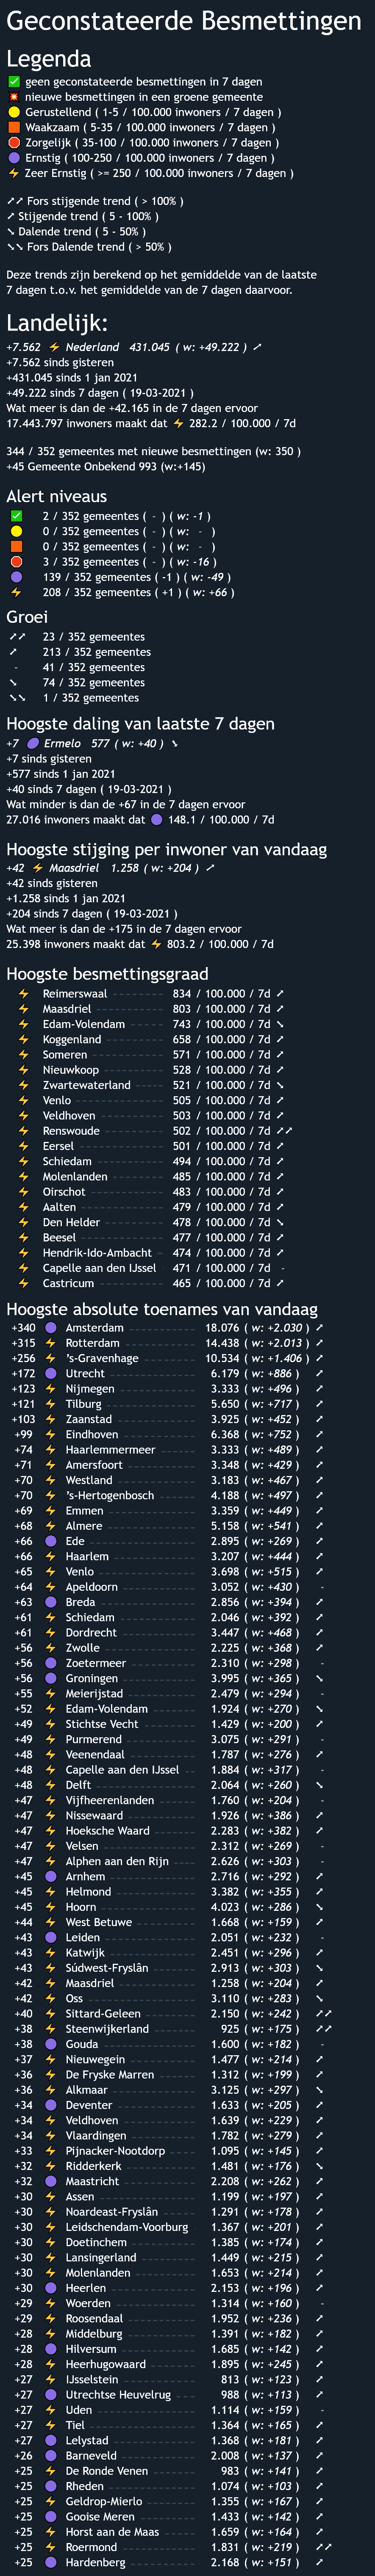 Geconstateerde Besmettingen
Legenda
✅ geen geconstateerde besmettingen in 7 dagen
💥 nieuwe besmettingen in een groene gemeente
🟡 Gerustellend ( 1-5 / 100.000 inwoners / 7 dagen )
🟧 Waakzaam ( 5-35 / 100.000 inwoners / 7 dagen )
🛑 Zorgelijk ( 35-100 / 100.000 inwoners / 7 dagen )
🟣 Ernstig ( 100-250 / 100.000 inwoners / 7 dagen )
⚡ Zeer Ernstig ( >= 250 / 100.000 inwoners / 7 dagen )
➚➚ Fors stijgende trend ( > 100% )
➚ Stijgende trend ( 5 - 100% )
➘ Dalende trend ( 5 - 50% )
➘➘ Fors Dalende trend ( > 50% )
Deze trends zijn berekend op het gemiddelde van de laatste
7 dagen t.o.v. het gemiddelde van de 7 dagen daarvoor.
Landelijk:
+7.562 ⚡ Nederland 431.045 ( w: +49.222 ) ➚
+7.562 sinds gisteren
+431.045 sinds 1 jan 2021
+49.222 sinds 7 dagen ( 19-03-2021 )
Wat meer is dan de +42.165 in de 7 dagen ervoor
17.443.797 inwoners maakt dat ⚡ 282.2 / 100.000 / 7d
344 / 352 gemeentes met nieuwe besmettingen (w: 350 )
+45 Gemeente Onbekend 993 (w:+145)
Alert niveaus
✅ 2 / 352 gemeentes ( - ) ( w: -1 )
🟡 0 / 352 gemeentes ( - ) ( w: - )
🟧 0 / 352 gemeentes ( - ) ( w: - )
🛑 3 / 352 gemeentes ( - ) ( w: -16 )
🟣 139 / 352 gemeentes ( -1 ) ( w: -49 )
⚡ 208 / 352 gemeentes ( +1 ) ( w: +66 )
Groei
➚➚ 23 / 352 gemeentes
➚ 213 / 352 gemeentes
- 41 / 352 gemeentes
➘ 74 / 352 gemeentes
➘➘ 1 / 352 gemeentes
Hoogste daling van laatste 7 dagen
+7 🟣 Ermelo 577 ( w: +40 ) ➘
+7 sinds gisteren
+577 sinds 1 jan 2021
+40 sinds 7 dagen ( 19-03-2021 )
Wat minder is dan de +67 in de 7 dagen ervoor
27.016 inwoners maakt dat 🟣 148.1 / 100.000 / 7d
Hoogste stijging per inwoner van vandaag
+42 ⚡ Maasdriel 1.258 ( w: +204 ) ➚
+42 sinds gisteren
+1.258 sinds 1 jan 2021
+204 sinds 7 dagen ( 19-03-2021 )
Wat meer is dan de +175 in de 7 dagen ervoor
25.398 inwoners maakt dat ⚡ 803.2 / 100.000 / 7d
Hoogste besmettingsgraad
⚡ Reimerswaal 834 / 100.000 / 7d ➚
⚡ Maasdriel 803 / 100.000 / 7d ➚
⚡ Edam-Volendam 743 / 100.000 / 7d ➘
⚡ Koggenland 658 / 100.000 / 7d ➚
⚡ Someren 571 / 100.000 / 7d ➚
⚡ Nieuwkoop 528 / 100.000 / 7d ➚
⚡ Zwartewaterland 521 / 100.000 / 7d ➘
⚡ Venlo 505 / 100.000 / 7d ➚
⚡ Veldhoven 503 / 100.000 / 7d ➚
⚡ Renswoude 502 / 100.000 / 7d ➚➚
⚡ Eersel 501 / 100.000 / 7d ➚
⚡ Schiedam 494 / 100.000 / 7d ➚
⚡ Molenlanden 485 / 100.000 / 7d ➚
⚡ Oirschot 483 / 100.000 / 7d ➚
⚡ Aalten 479 / 100.000 / 7d ➚
⚡ Den Helder 478 / 100.000 / 7d ➘
⚡ Beesel 477 / 100.000 / 7d ➚
⚡ Hendrik-Ido-Ambacht 474 / 100.000 / 7d ➚
⚡ Capelle aan den IJssel 471 / 100.000 / 7d -
⚡ Castricum 465 / 100.000 / 7d ➚
Hoogste absolute toenames van vandaag
+340 🟣 Amsterdam 18.076 ( w: +2.030 ) ➚
+315 ⚡ Rotterdam 14.438 ( w: +2.013 ) ➚
+256 ⚡ 's-Gravenhage 10.534 ( w: +1.406 ) ➚
+172 🟣 Utrecht 6.179 ( w: +886 ) ➚
+123 ⚡ Nijmegen 3.333 ( w: +496 ) ➚
+121 ⚡ Tilburg 5.650 ( w: +717 ) ➚
+103 ⚡ Zaanstad 3.925 ( w: +452 ) ➚
+99 ⚡ Eindhoven 6.368 ( w: +752 ) ➚
+74 ⚡ Haarlemmermeer 3.333 ( w: +489 ) ➚
+71 ⚡ Amersfoort 3.348 ( w: +429 ) ➚
+70 ⚡ Westland 3.183 ( w: +467 ) ➚
+70 ⚡ 's-Hertogenbosch 4.188 ( w: +497 ) ➚
+69 ⚡ Emmen 3.359 ( w: +449 ) ➚
+68 ⚡ Almere 5.158 ( w: +541 ) ➚
+66 🟣 Ede 2.895 ( w: +269 ) ➚
+66 ⚡ Haarlem 3.207 ( w: +444 ) ➚
+65 ⚡ Venlo 3.698 ( w: +515 ) ➚
+64 ⚡ Apeldoorn 3.052 ( w: +430 ) -
+63 🟣 Breda 2.856 ( w: +394 ) ➚
+61 ⚡ Schiedam 2.046 ( w: +392 ) ➚
+61 ⚡ Dordrecht 3.447 ( w: +468 ) ➚
+56 ⚡ Zwolle 2.225 ( w: +368 ) ➚
+56 🟣 Zoetermeer 2.310 ( w: +298 ) -
+56 🟣 Groningen 3.995 ( w: +365 ) ➘
+55 ⚡ Meierijstad 2.479 ( w: +294 ) -
+52 ⚡ Edam-Volendam 1.924 ( w: +270 ) ➘
+49 ⚡ Stichtse Vecht 1.429 ( w: +200 ) ➚
+49 ⚡ Purmerend 3.075 ( w: +291 ) -
+48 ⚡ Veenendaal 1.787 ( w: +276 ) ➚
+48 ⚡ Capelle aan den IJssel 1.884 ( w: +317 ) -
+48 ⚡ Delft 2.064 ( w: +260 ) ➘
+47 ⚡ Vijfheerenlanden 1.760 ( w: +204 ) -
+47 ⚡ Nissewaard 1.926 ( w: +386 ) ➚
+47 ⚡ Hoeksche Waard 2.283 ( w: +382 ) ➚
+47 ⚡ Velsen 2.312 ( w: +269 ) -
+47 ⚡ Alphen aan den Rijn 2.626 ( w: +303 ) -
+45 🟣 Arnhem 2.716 ( w: +292 ) ➚
+45 ⚡ Helmond 3.382 ( w: +355 ) ➚
+45 ⚡ Hoorn 4.023 ( w: +286 ) ➘
+44 ⚡ West Betuwe 1.668 ( w: +159 ) ➚
+43 🟣 Leiden 2.051 ( w: +232 ) -
+43 ⚡ Katwijk 2.451 ( w: +296 ) ➚
+43 ⚡ Súdwest-Fryslân 2.913 ( w: +303 ) ➘
+42 ⚡ Maasdriel 1.258 ( w: +204 ) ➚
+42 ⚡ Oss 3.110 ( w: +283 ) ➘
+40 ⚡ Sittard-Geleen 2.150 ( w: +242 ) ➚➚
+38 ⚡ Steenwijkerland 925 ( w: +175 ) ➚➚
+38 🟣 Gouda 1.600 ( w: +182 ) -
+37 ⚡ Nieuwegein 1.477 ( w: +214 ) ➚
+36 ⚡ De Fryske Marren 1.312 ( w: +199 ) ➚
+36 ⚡ Alkmaar 3.125 ( w: +297 ) ➘
+34 🟣 Deventer 1.633 ( w: +205 ) ➚
+34 ⚡ Veldhoven 1.639 ( w: +229 ) ➚
+34 ⚡ Vlaardingen 1.782 ( w: +279 ) ➚
+33 ⚡ Pijnacker-Nootdorp 1.095 ( w: +145 ) ➚
+32 ⚡ Ridderkerk 1.481 ( w: +176 ) ➘
+32 🟣 Maastricht 2.208 ( w: +262 ) ➚
+30 ⚡ Assen 1.199 ( w: +197 ) ➚
+30 ⚡ Noardeast-Fryslân 1.291 ( w: +178 ) ➚
+30 ⚡ Leidschendam-Voorburg 1.367 ( w: +201 ) ➚
+30 ⚡ Doetinchem 1.385 ( w: +174 ) ➚
+30 ⚡ Lansingerland 1.449 ( w: +215 ) ➚
+30 ⚡ Molenlanden 1.653 ( w: +214 ) ➚
+30 🟣 Heerlen 2.153 ( w: +196 ) ➚
+29 ⚡ Woerden 1.314 ( w: +160 ) -
+29 ⚡ Roosendaal 1.952 ( w: +236 ) ➚
+28 ⚡ Middelburg 1.391 ( w: +182 ) ➚
+28 🟣 Hilversum 1.685 ( w: +142 ) ➚
+28 ⚡ Heerhugowaard 1.895 ( w: +245 ) ➚
+27 ⚡ IJsselstein 813 ( w: +123 ) ➚
+27 🟣 Utrechtse Heuvelrug 988 ( w: +113 ) ➚
+27 ⚡ Uden 1.114 ( w: +159 ) -
+27 ⚡ Tiel 1.364 ( w: +165 ) ➚
+27 🟣 Lelystad 1.368 ( w: +181 ) ➚
+26 🟣 Barneveld 2.008 ( w: +137 ) ➚
+25 ⚡ De Ronde Venen 983 ( w: +141 ) ➚
+25 🟣 Rheden 1.074 ( w: +103 ) ➚
+25 ⚡ Geldrop-Mierlo 1.355 ( w: +167 ) ➚
+25 🟣 Gooise Meren 1.433 ( w: +142 ) ➚
+25 ⚡ Horst aan de Maas 1.659 ( w: +164 ) ➚
+25 ⚡ Roermond 1.831 ( w: +219 ) ➚➚
+25 🟣 Hardenberg 2.168 ( w: +151 ) ➚